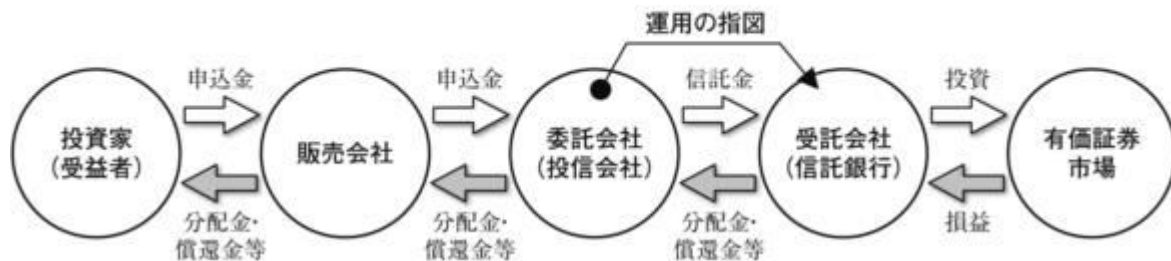 運用の指図
申込金
申込金
信託金
投資
投資家
(受益者)
販売会社
委託会社
(投信会社)
受託会社
(信託銀行)
有価証券
市場
分配金・
償還金等
分配金・
償還金等
分配金・
償還金等
損益